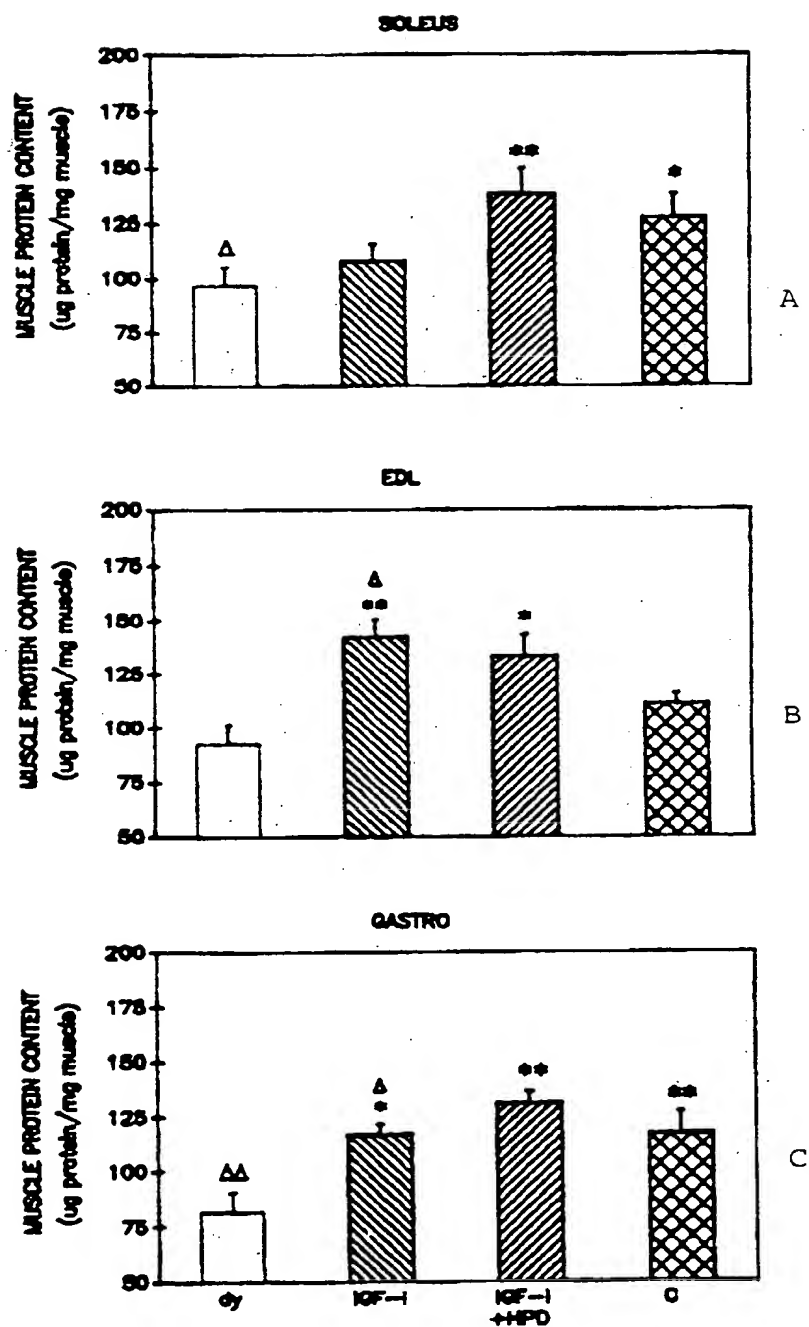 SOLEUS
MUSCLE PROTEIN CONTENT
(ug protein/mg muscle)
200
175
150
125
100
75
50
Δ
**
*
A
EDL
MUSCLE PROTEIN CONTENT
(ug protein/mg muscle)
200
175
150
125
100
75
50
Δ
**
*
B
GASTRO
MUSCLE PROTEIN CONTENT
(ug protein/mg muscle)
200
175
150
125
100
75
50
ΔΔ
Δ
*
**
**
C
dy IGF-I IGF-I C
+HPD